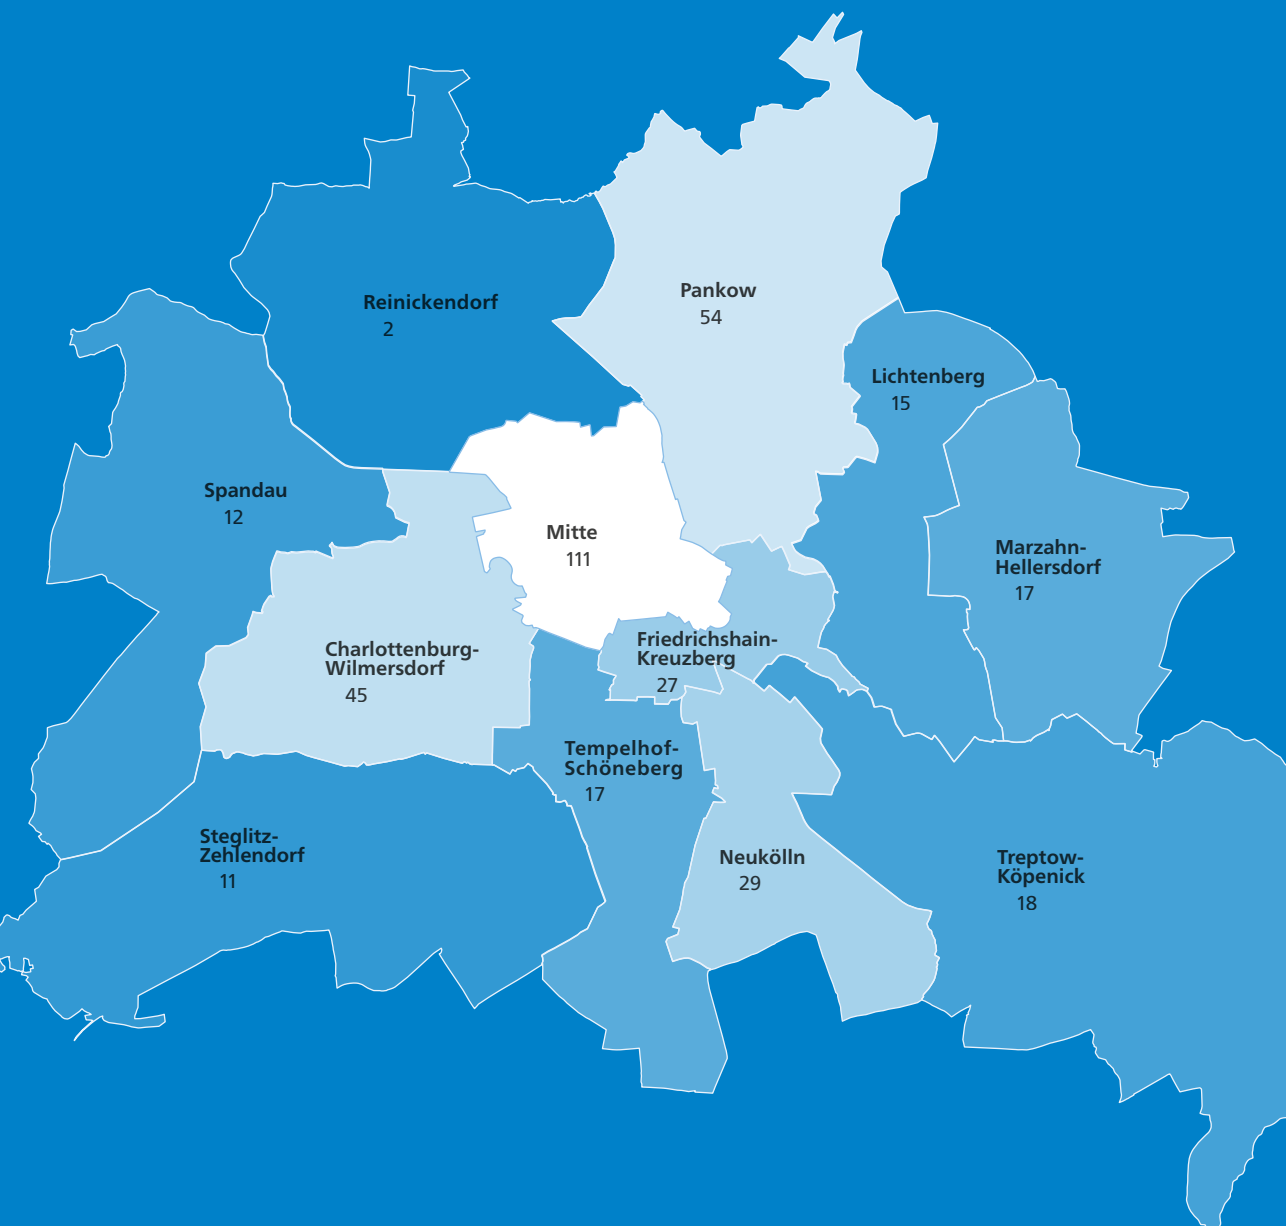 Pankow
54
Reinickendorf
2
Lichtenberg
15
Spandau
12
Mitte
111
Marzahn-
Hellersdorf
17
Friedrichshain-
Kreuzberg
27
Charlottenburg-
Wilmersdorf
45
Tempelhof-
Schöneberg
17
Steglitz-
Zehlendorf
11
Neukölln
29
Treptow-
Köpenick
18